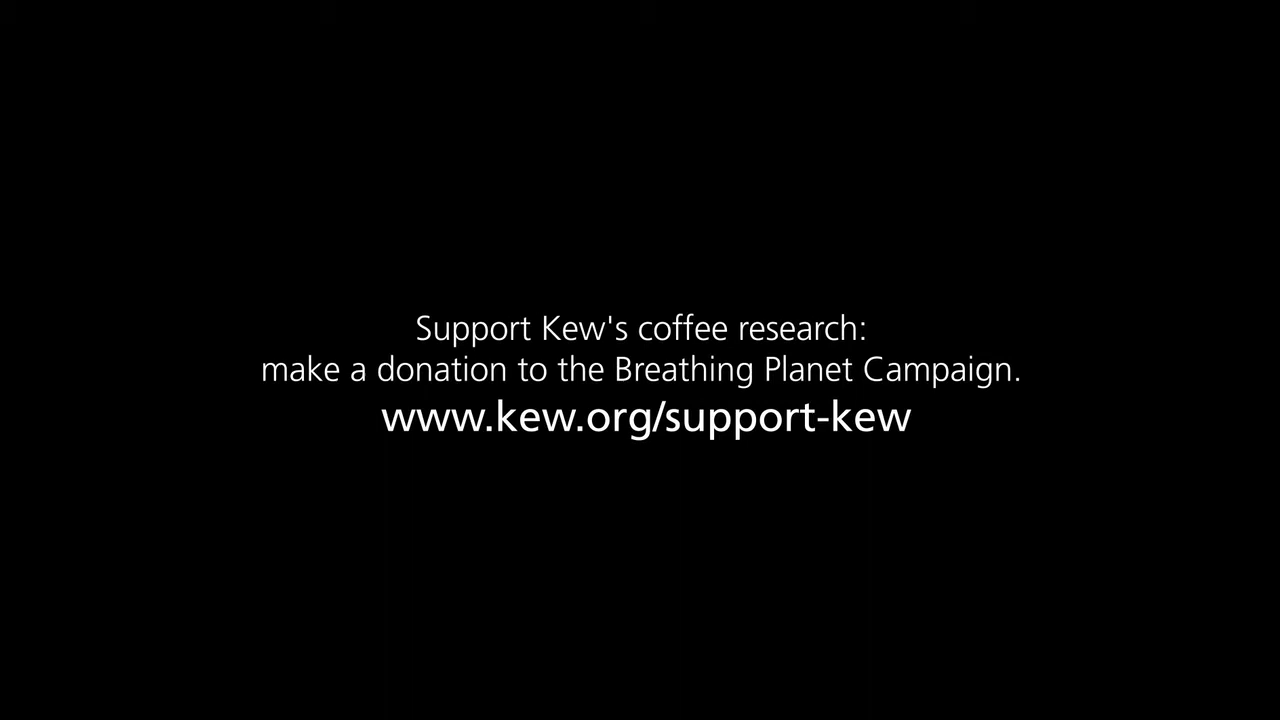 Support Kew's coffee research:
make a donation to the Breathing Planet Campaign.
www.kew.org/support-kew